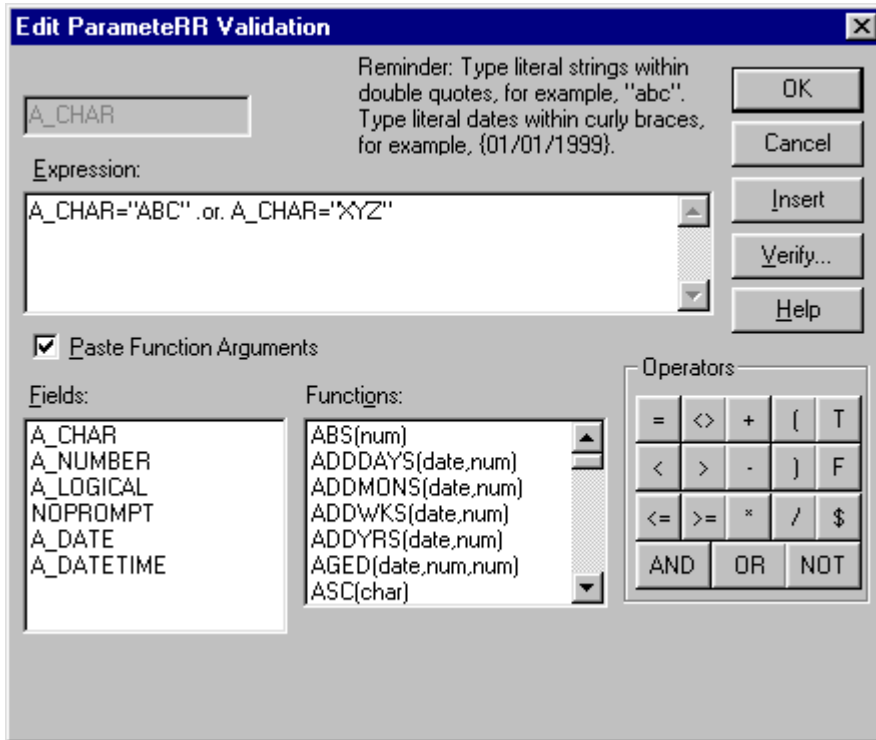 Edit ParameteRR Validation
Reminder: Type literal strings within
double quotes, for example, "abc".
Type literal dates within curly braces,
for example, {01/01/1999}.
A_CHAR
OK
Cancel
Expression:
A_CHAR="ABC" .or. A_CHAR="XYZ"
Insert
Verify...
Help
Paste Function Arguments
Fields:
A_CHAR
A_NUMBER
A_LOGICAL
NOPROMPT
A_DATE
A_DATETIME
Functions:
ABS(num)
ADDDAYS(date,num)
ADDMONS(date,num)
ADDWKS(date,num)
ADDYRS(date,num)
AGED(date,num,num)
ASC(char)
Operators
= <> + ( T
< > - ) F
<= >= * / $
AND OR NOT